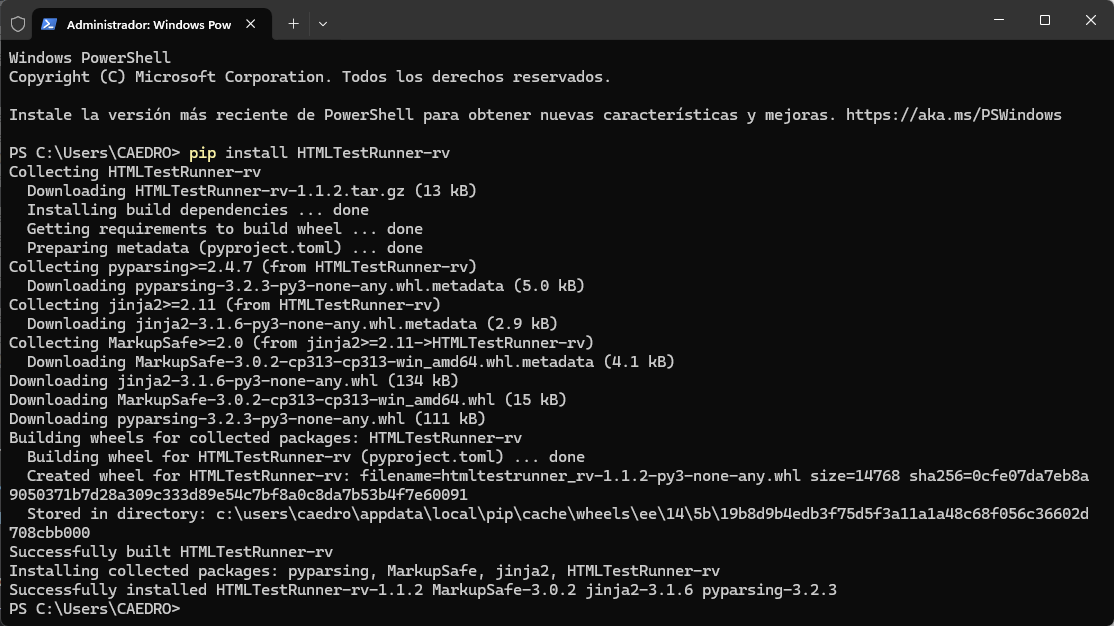 Administrador: Windows Pow
Windows PowerShell
Copyright (C) Microsoft Corporation. Todos los derechos reservados.
Instale la versión más reciente de PowerShell para obtener nuevas características y mejoras. https://aka.ms/PSWindows
PS C:\Users\CAEDRO> pip install HTMLTestRunner-rv
Collecting HTMLTestRunner-rv
  Downloading HTMLTestRunner-rv-1.1.2.tar.gz (13 kB)
  Installing build dependencies ... done
  Getting requirements to build wheel ... done
  Preparing metadata (pyproject.toml) ... done
Collecting pyparsing>=2.4.7 (from HTMLTestRunner-rv)
  Downloading pyparsing-3.2.3-py3-none-any.whl.metadata (5.0 kB)
Collecting jinja2>=2.11 (from HTMLTestRunner-rv)
  Downloading jinja2-3.1.6-py3-none-any.whl.metadata (2.9 kB)
Collecting MarkupSafe>=2.0 (from jinja2>=2.11->HTMLTestRunner-rv)
  Downloading MarkupSafe-3.0.2-cp313-cp313-win_amd64.whl.metadata (4.1 kB)
Downloading jinja2-3.1.6-py3-none-any.whl (134 kB)
Downloading MarkupSafe-3.0.2-cp313-cp313-win_amd64.whl (15 kB)
Downloading pyparsing-3.2.3-py3-none-any.whl (111 kB)
Building wheels for collected packages: HTMLTestRunner-rv
  Building wheel for HTMLTestRunner-rv (pyproject.toml) ... done
  Created wheel for HTMLTestRunner-rv: filename=htmltestrunner_rv-1.1.2-py3-none-any.whl size=14768 sha256=0cfe07da7eb8a
9050371b7d28a309c333d89e54c7bf8a0c8da7b53b4f7e60091
  Stored in directory: c:\users\caedro\appdata\local\pip\cache\wheels\ee\14\5b\19b8d9b4edb3f75d5f3a11a1a48c68f056c36602d
708cbb000
Successfully built HTMLTestRunner-rv
Installing collected packages: pyparsing, MarkupSafe, jinja2, HTMLTestRunner-rv
Successfully installed HTMLTestRunner-rv-1.1.2 MarkupSafe-3.0.2 jinja2-3.1.6 pyparsing-3.2.3
PS C:\Users\CAEDRO>